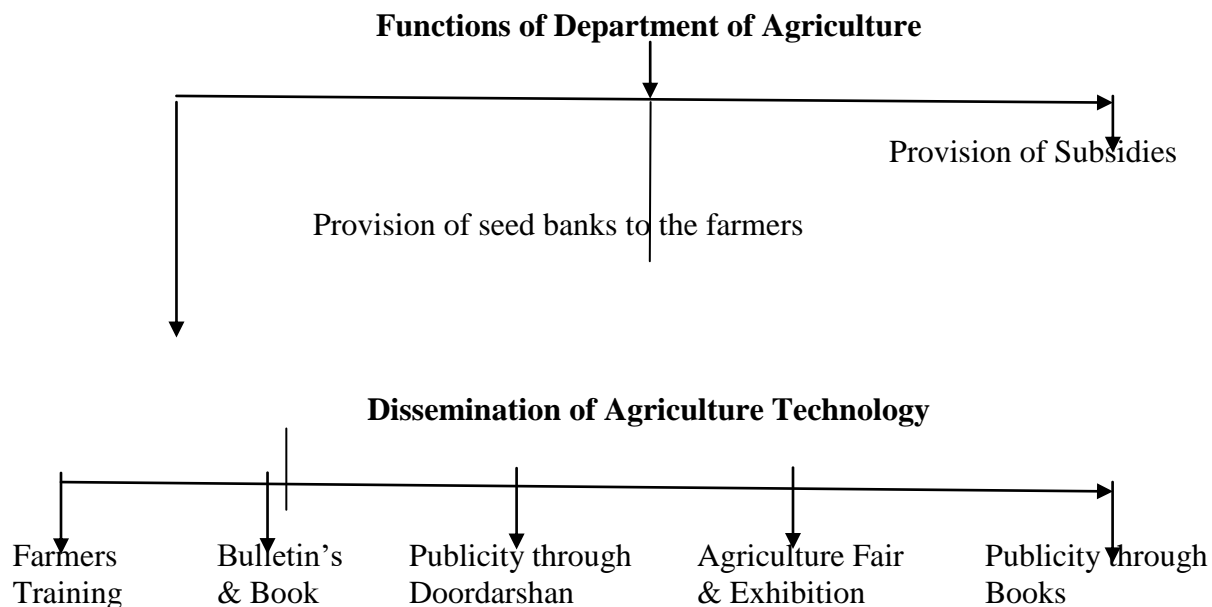 Functions of Department of Agriculture
Provision of Subsidies
Provision of seed banks to the farmers
Dissemination of Agriculture Technology
Farmers
Training
Bulletin’s
& Book
Publicity through
Doordarshan
Agriculture Fair
& Exhibition
Publicity through
Books